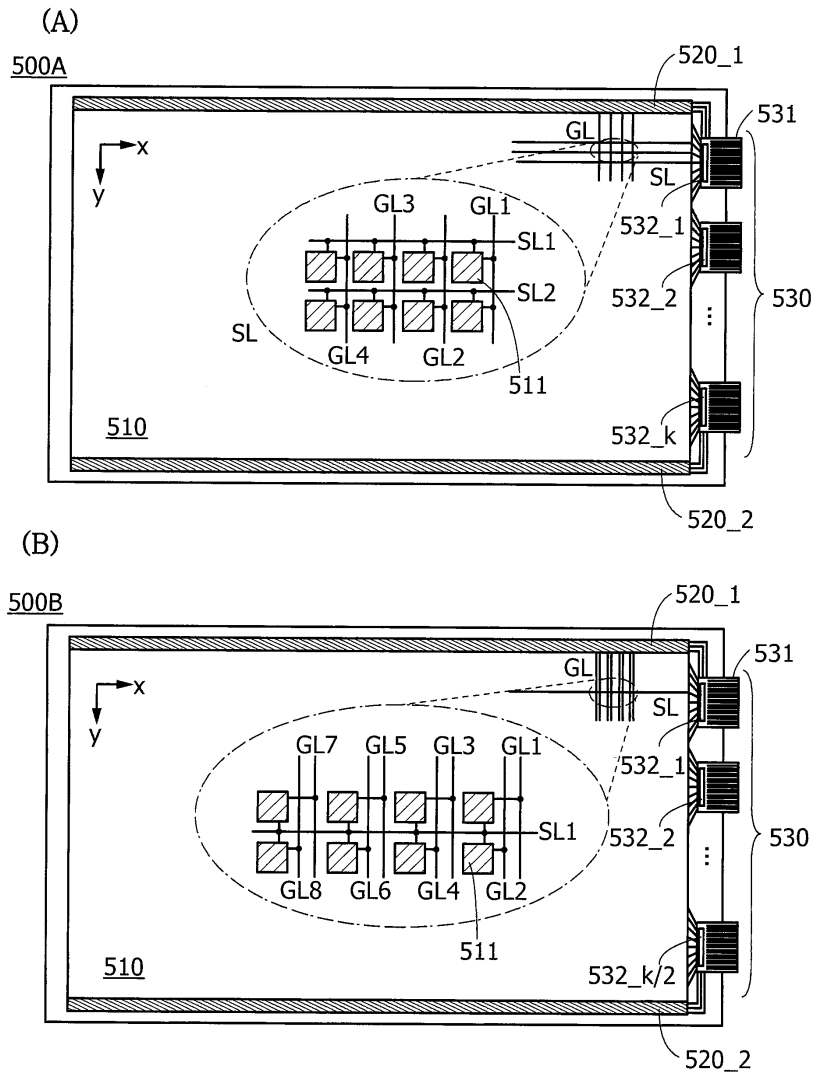 (A)
500A
520_1
531
x
y
GL
SL
GL3
GL1
SL1
532_1
SL2
532_2
530
SL
GL4
GL2
...
511
510
532_k
520_2
(B)
500B
520_1
531
x
y
GL
SL
GL7
GL5
GL3
GL1
532_1
SL1
532_2
530
GL8
GL6
GL4
GL2
...
511
510
532_k/2
520_2